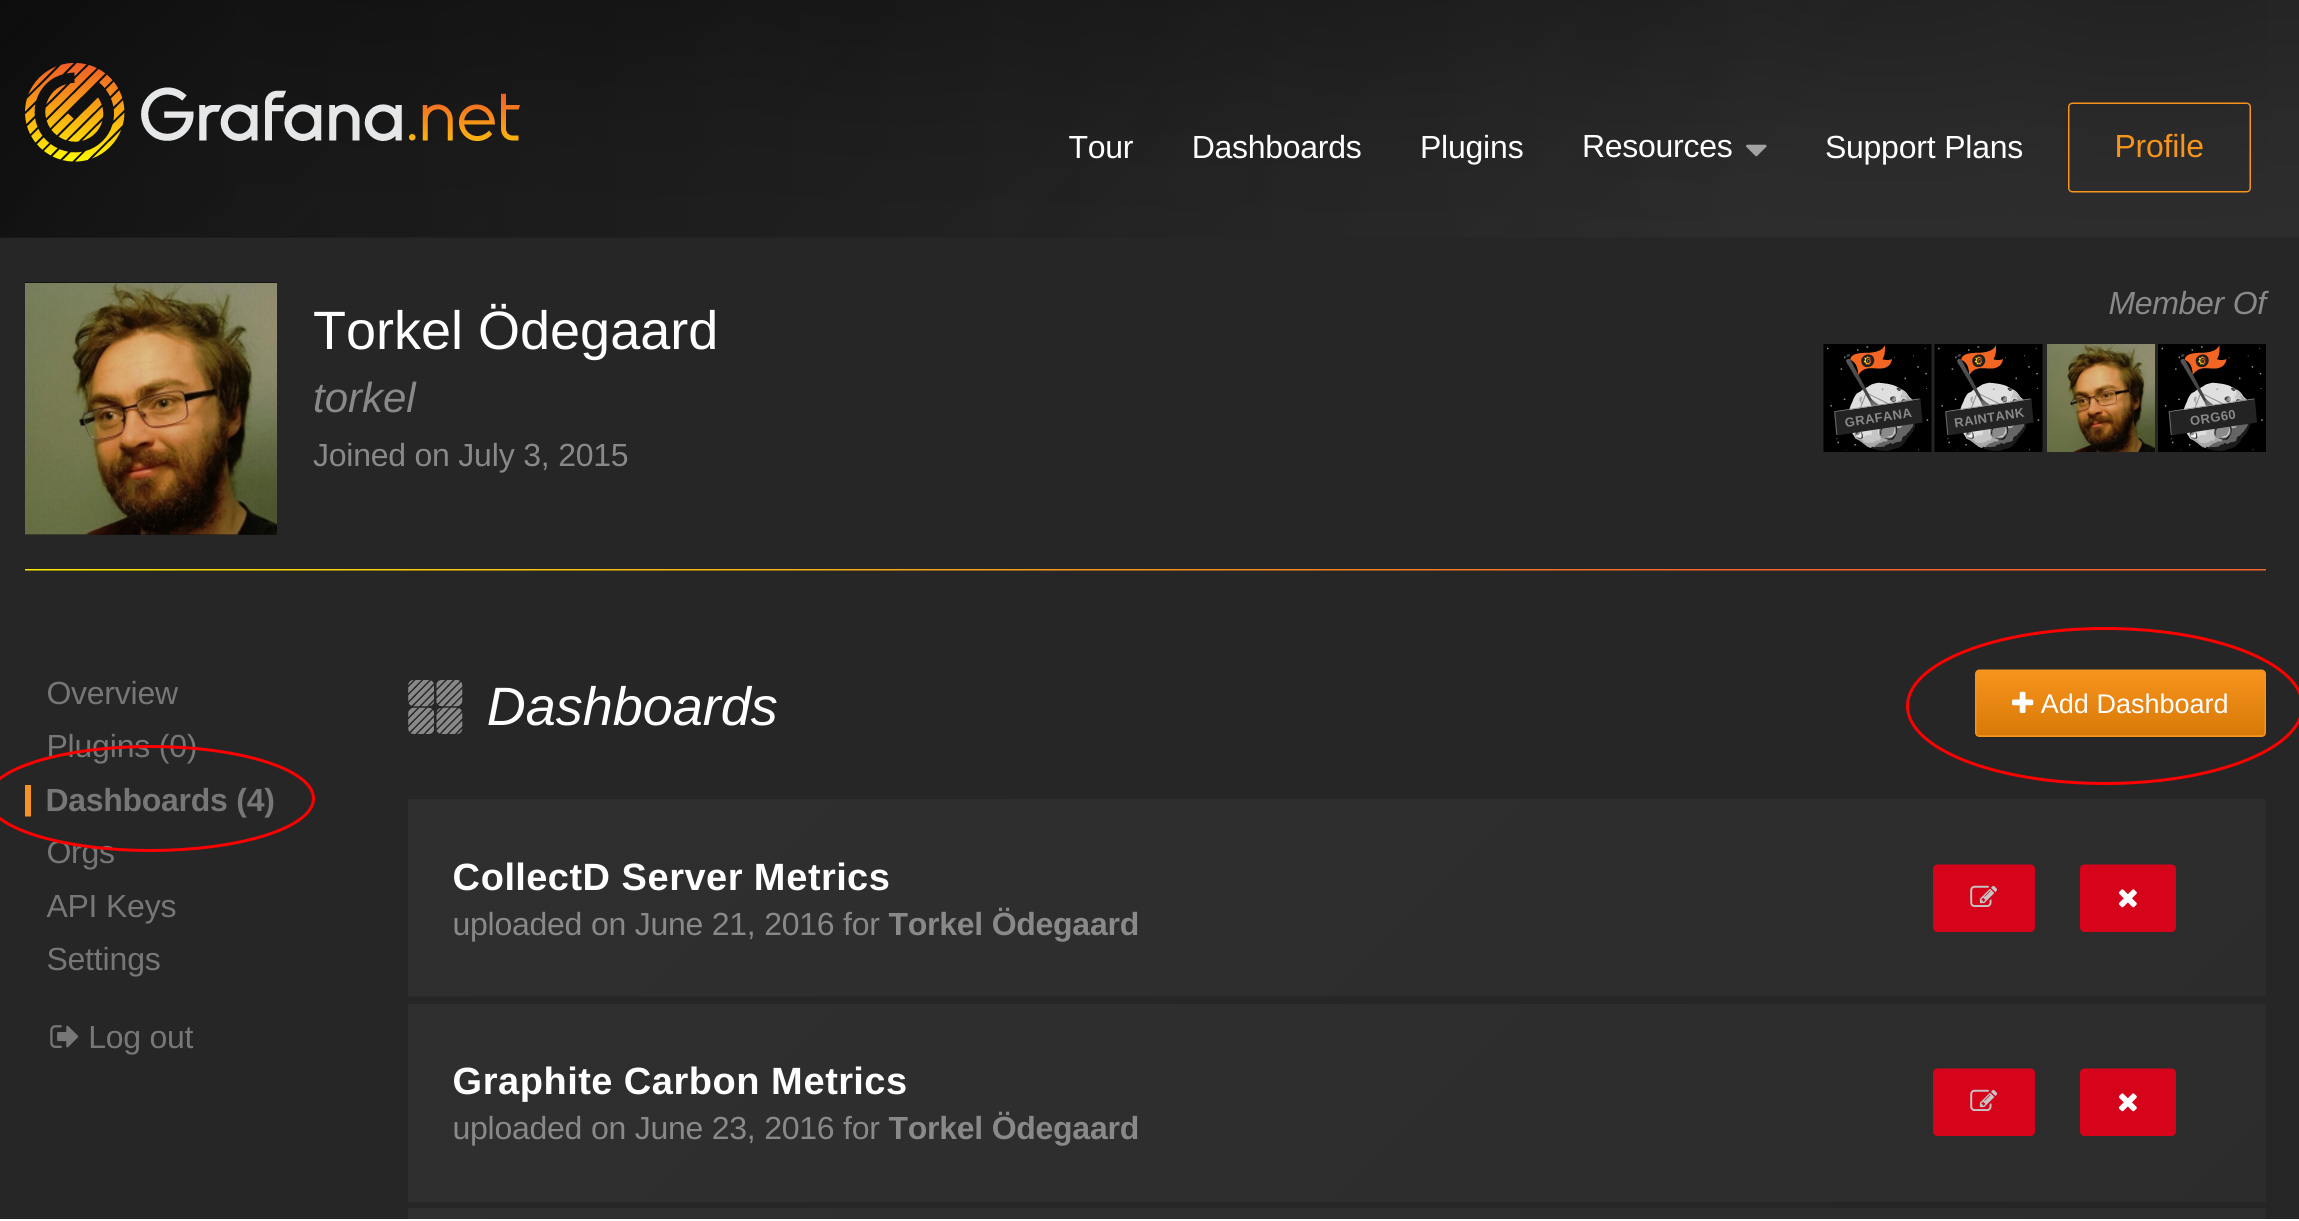 Grafana.net
Tour Dashboards Plugins Resources Support Plans Profile
Torkel Ödegaard
torkel
Joined on July 3, 2015
Member Of
GRAFANA RAINTANK ORG60
Overview
Plugins (0)
Dashboards (4)
Orgs
API Keys
Settings
Log out
Dashboards
Add Dashboard
CollectD Server Metrics
uploaded on June 21, 2016 for Torkel Ödegaard
Graphite Carbon Metrics
uploaded on June 23, 2016 for Torkel Ödegaard